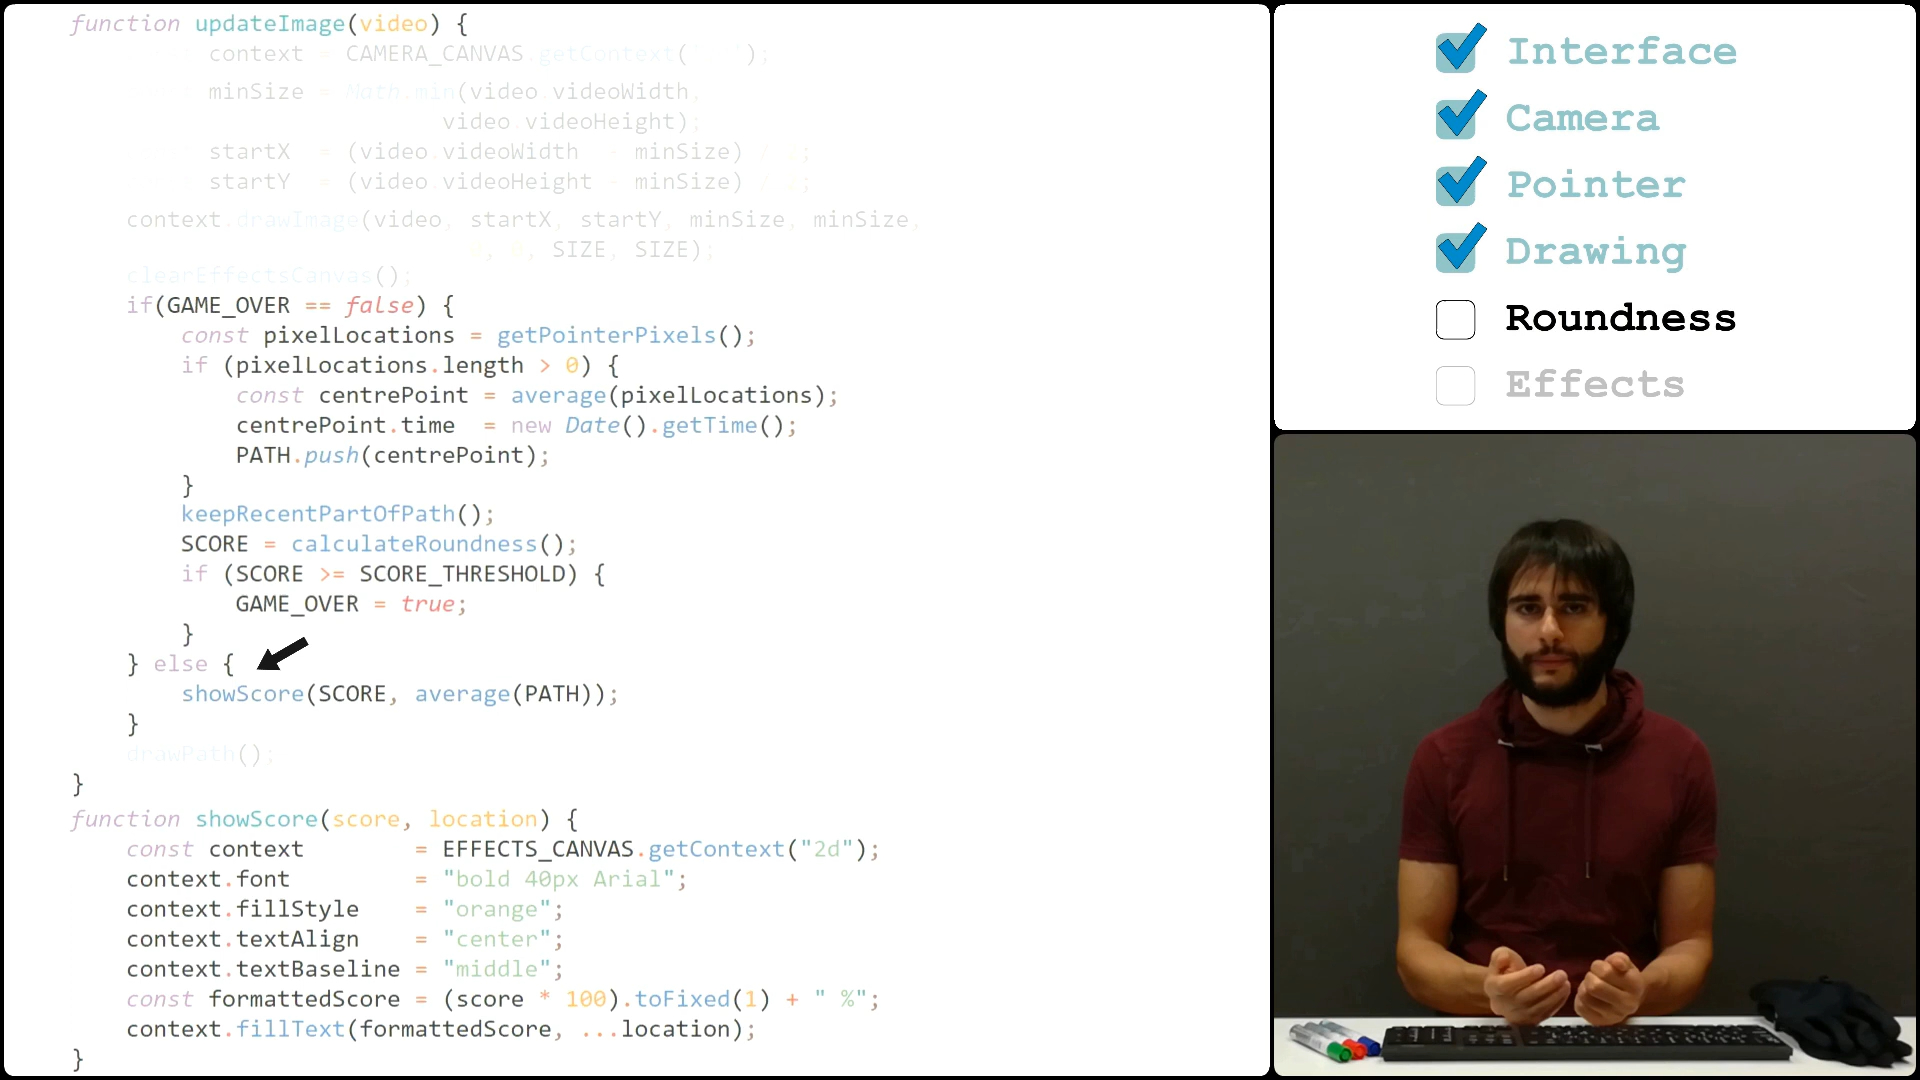 function updateImage(video) {
context = CAMERA_CANVAS.getContext(" ");
minSize = Math.min(video.videoWidth,
video.videoHeight);
startX = (video.videoWidth - minSize) / ;
startY = (video.videoHeight - minSize) / ;
context.drawImage(video, startX, startY, minSize, minSize,
, , SIZE, SIZE);
clearEffectsCanvas();
if(GAME_OVER == false) {
const pixelLocations = getPointerPixels();
if (pixelLocations.length > 0) {
const centrePoint = average(pixelLocations);
centrePoint.time = new Date().getTime();
PATH.push(centrePoint);
}
keepRecentPartOfPath();
SCORE = calculateRoundness();
if (SCORE >= SCORE_THRESHOLD) {
GAME_OVER = true;
}
} else {
showScore(SCORE, average(PATH));
}
drawPath();
}
function showScore(score, location) {
const context = EFFECTS_CANVAS.getContext("2d");
context.font = "bold 40px Arial";
context.fillStyle = "orange";
context.textAlign = "center";
context.textBaseline = "middle";
const formattedScore = (score * 100).toFixed(1) + " %";
context.fillText(formattedScore, ...location);
}
Interface
Camera
Pointer
Drawing
Roundness
Effects